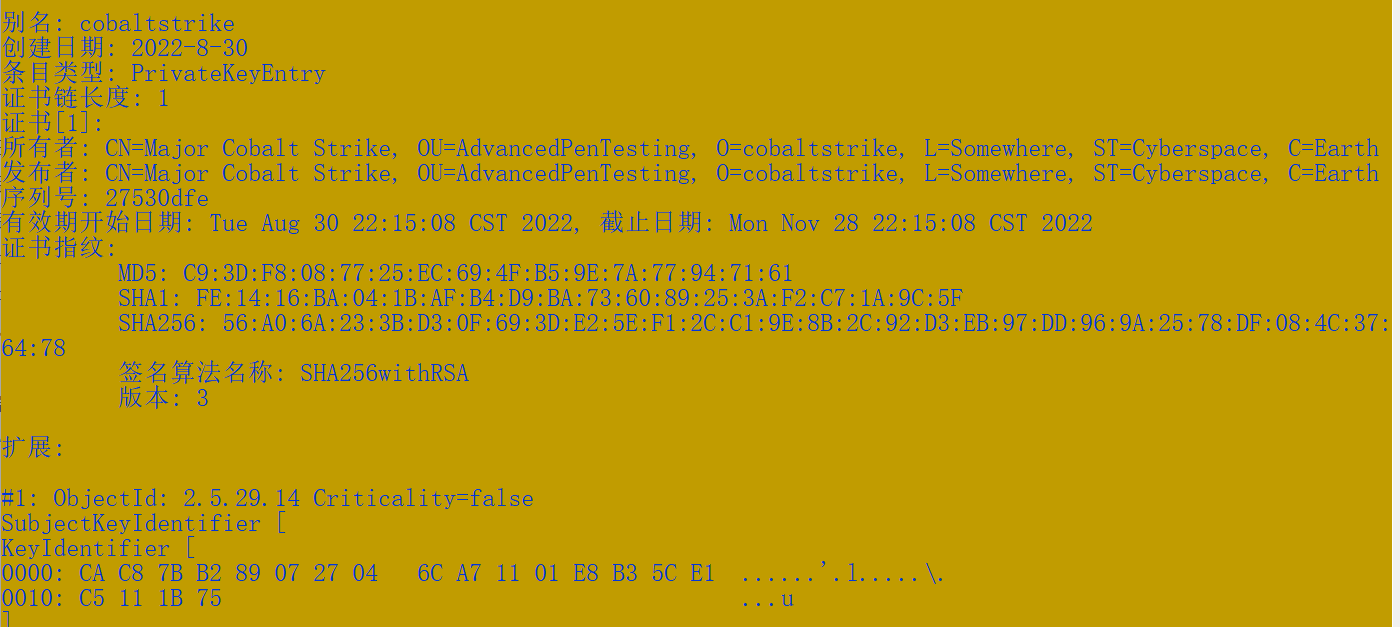 别名: cobaltstrike
创建日期: 2022-8-30
条目类型: PrivateKeyEntry
证书链长度: 1
证书[1]:
所有者: CN=Major Cobalt Strike, OU=AdvancedPenTesting, O=cobaltstrike, L=Somewhere, ST=Cyberspace, C=Earth
发布者: CN=Major Cobalt Strike, OU=AdvancedPenTesting, O=cobaltstrike, L=Somewhere, ST=Cyberspace, C=Earth
序列号: 27530dfe
有效期开始日期: Tue Aug 30 22:15:08 CST 2022, 截止日期: Mon Nov 28 22:15:08 CST 2022
证书指纹:
MD5: C9:3D:F8:08:77:25:EC:69:4F:B5:9E:7A:77:94:71:61
SHA1: FE:14:16:BA:04:1B:AF:B4:D9:BA:73:60:89:25:3A:F2:C7:1A:9C:5F
SHA256: 56:A0:6A:23:3B:D3:0F:69:3D:E2:5E:F1:2C:C1:9E:8B:2C:92:D3:EB:97:DD:96:9A:25:78:DF:08:4C:37:
64:78
签名算法名称: SHA256withRSA
版本: 3
扩展:
#1: ObjectId: 2.5.29.14 Criticality=false
SubjectKeyIdentifier [
KeyIdentifier [
0000: CA C8 7B B2 89 07 27 04   6C A7 11 01 E8 B3 5C E1  ......'.l.....\.
0010: C5 11 1B 75                                        ...u
]